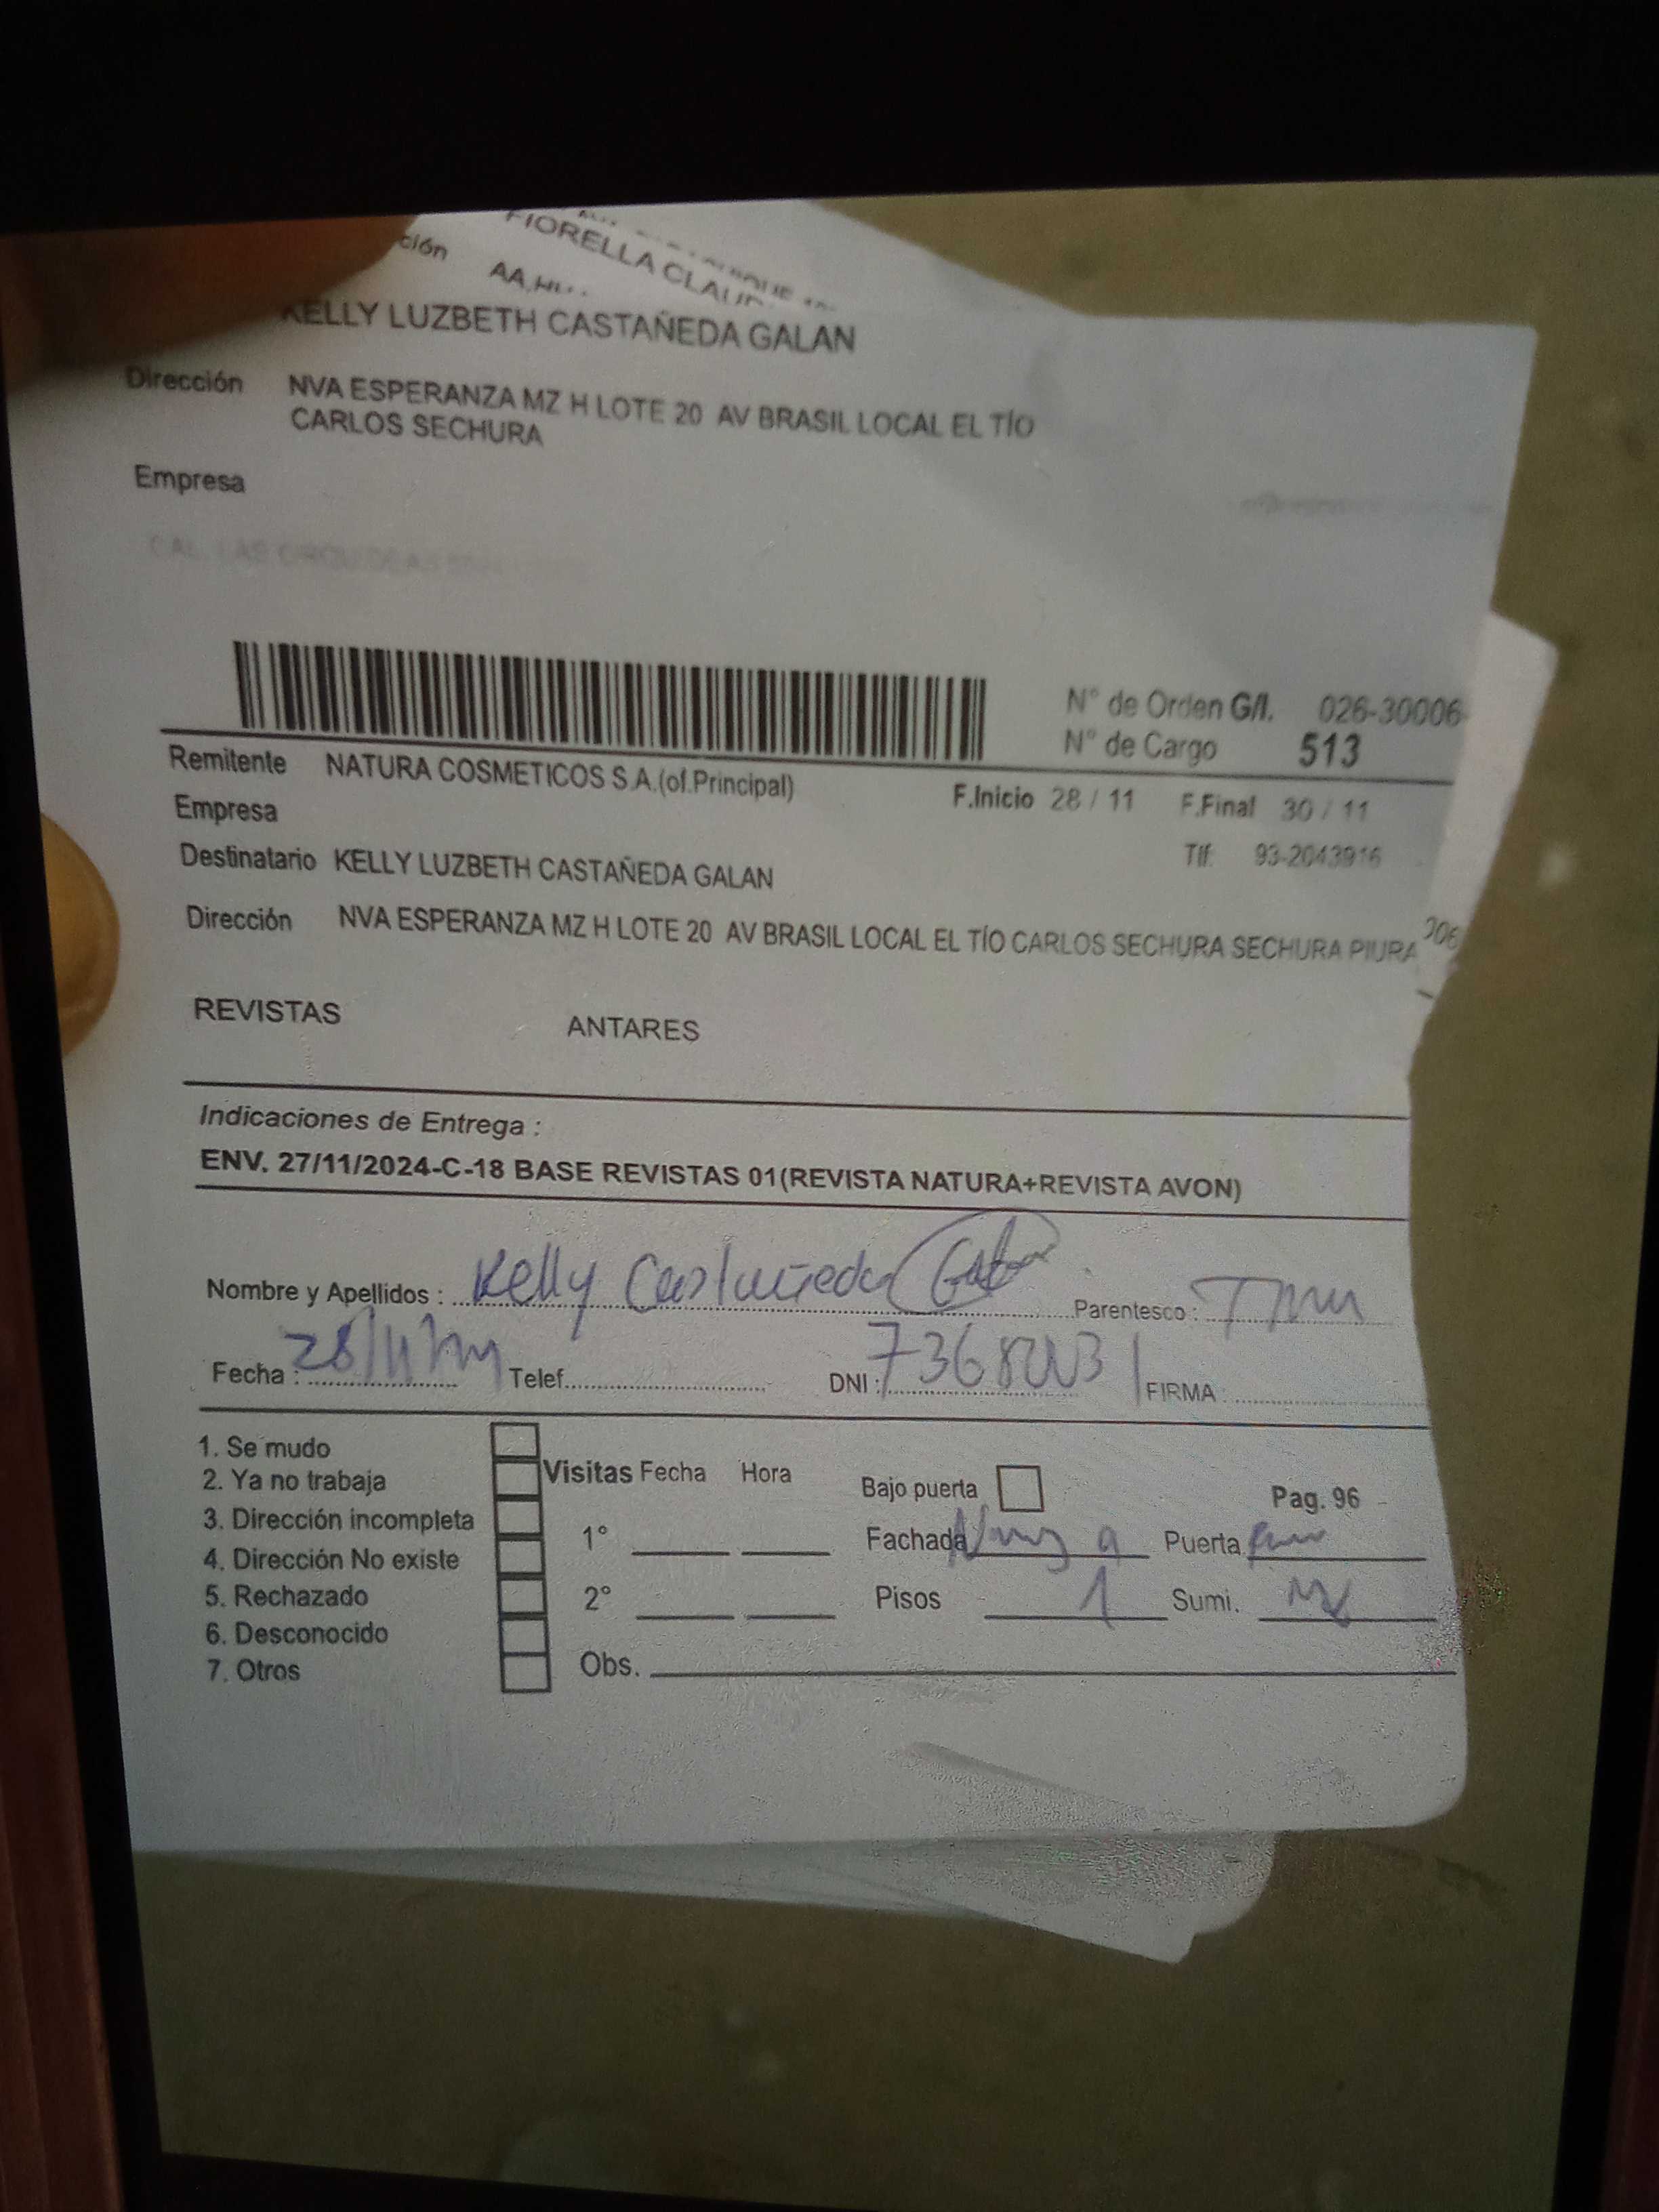 FIORELLA
ción AA.HH.
KELLY LUZBETH CASTAÑEDA GALAN
Dirección NVA ESPERANZA MZ H LOTE 20 AV BRASIL LOCAL EL TÍO
CARLOS SECHURA
Empresa
N° de Orden G/I. 026-30006
N° de Cargo 513
Remitente NATURA COSMETICOS S.A.(of.Principal)
F.Inicio 28 / 11 F.Final 30 / 11
Empresa
Destinatario KELLY LUZBETH CASTAÑEDA GALAN Tlf. 93-2043916
Dirección NVA ESPERANZA MZ H LOTE 20 AV BRASIL LOCAL EL TÍO CARLOS SECHURA SECHURA PIURA
REVISTAS ANTARES
Indicaciones de Entrega :
ENV. 27/11/2024-C-18 BASE REVISTAS 01(REVISTA NATURA+REVISTA AVON)
Nombre y Apellidos : Kelly Castañeda Parentesco :
Fecha : 28/11 Telef. DNI : FIRMA :
1. Se mudo
2. Ya no trabaja
3. Dirección incompleta
4. Dirección No existe
5. Rechazado
6. Desconocido
7. Otros
Visitas Fecha Hora
1°
2°
Obs.
Bajo puerta Pag. 96
Fachada Puerta
Pisos 1 Sumi.